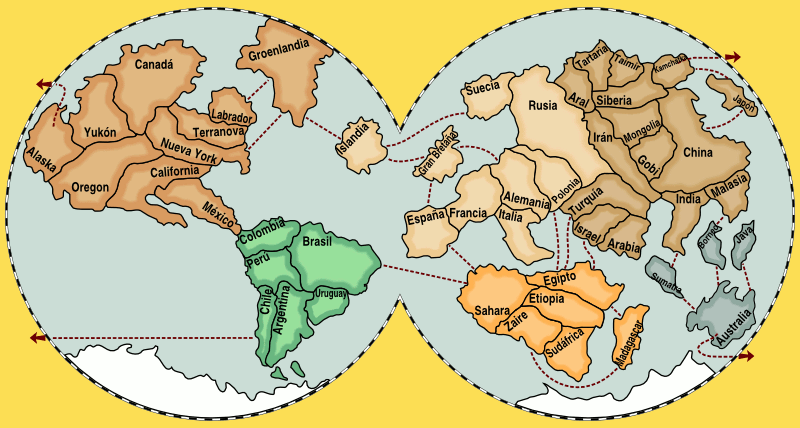 Groenlandia
Canadá
Labrador
Terranova
Yukón
Nueva York
Alaska
California
Oregon
México
Islandia
Suecia
Gran Bretaña
Rusia
Alemania
Polonia
España
Francia
Italia
Tartaria
Taimir
Kamchatka
Aral
Siberia
Japón
Irán
Mongolia
Gobi
China
Turquía
Israel
Arabia
India
Malasia
Colombia
Brasil
Perú
Chile
Argentina
Uruguay
Egipto
Etiopia
Sahara
Zaire
Sudáfrica
Madagascar
Borneo
Java
Sumatra
Australia